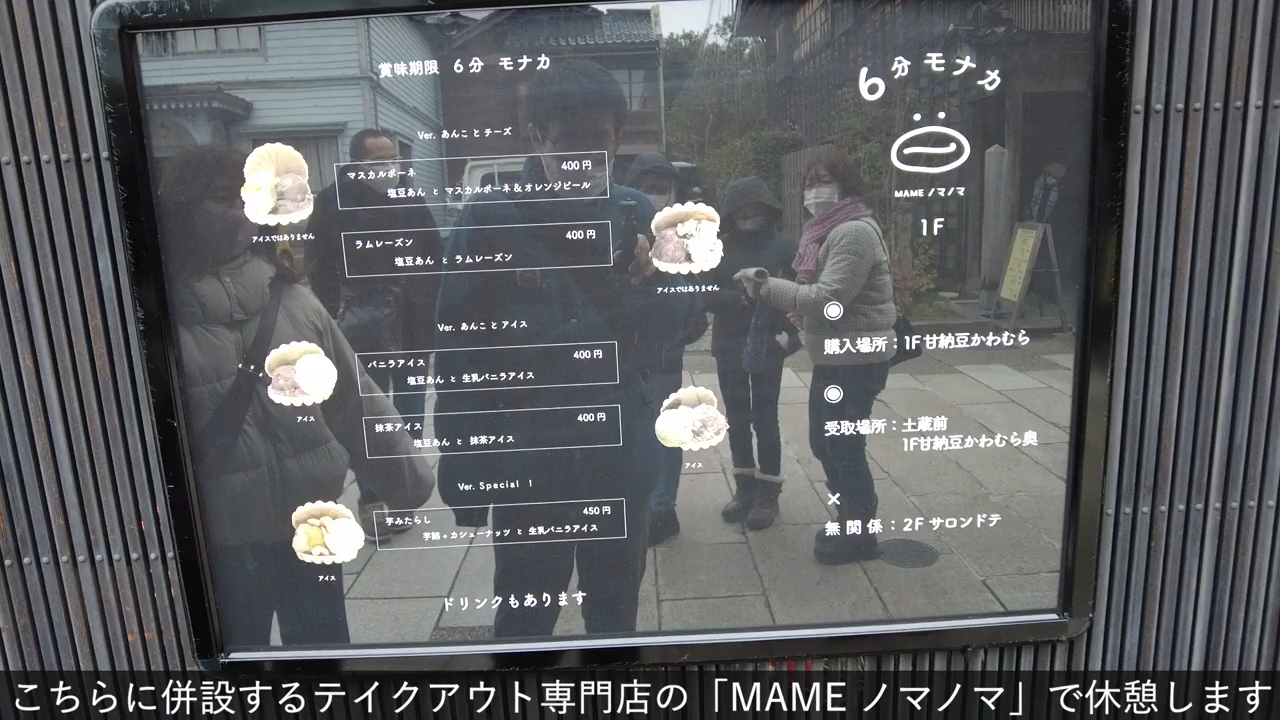 賞味期限 6分 モナカ
Ver. あんこ と チーズ
マスカルポーネ 400円
塩豆あん と マスカルポーネ & オレンジピール
アイスではありません
ラムレーズン 400円
塩豆あん と ラムレーズン
アイスではありません
Ver. あんこ と アイス
バニラアイス 400円
塩豆あん と 生乳バニラアイス
アイス
抹茶アイス 400円
塩豆あん と 抹茶アイス
アイス
Ver. Special !
芋みたらし 450円
芋餡+カシューナッツ と 生乳バニラアイス
アイス
ドリンクもあります
6分モナカ
MAME ノマノマ
1F
◉
購入場所:1F甘納豆かわむら
◉
受取場所:土蔵前
1F甘納豆かわむら奥
×
無関係:2Fサロンドテ
こちらに併設するテイクアウト専門店の「MAME ノマノマ」で休憩します